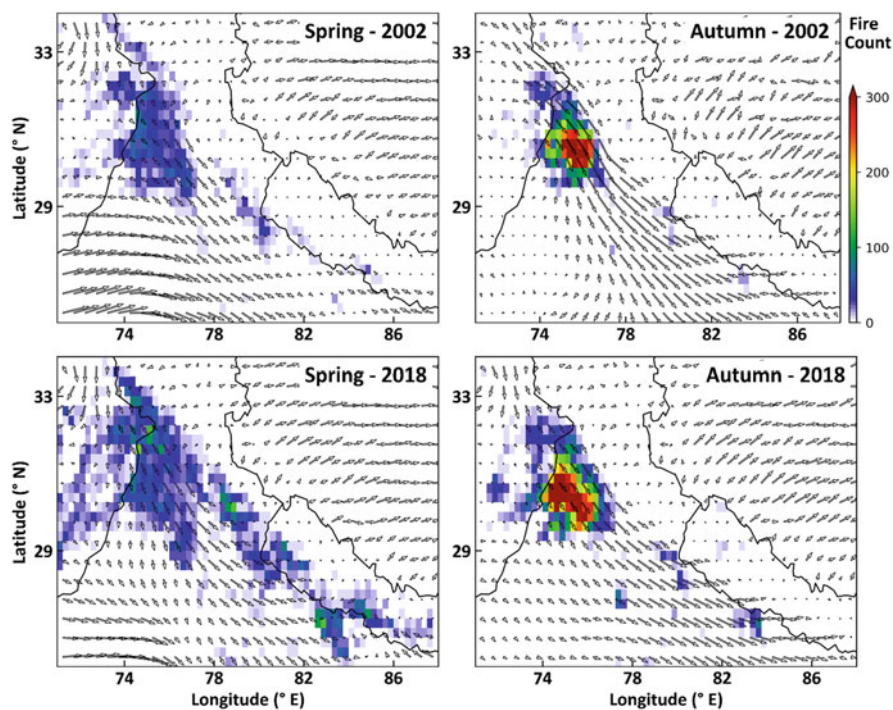 Spring - 2002
Autumn - 2002
Fire
Count
33
29
Latitude (° N)
74
78
82
86
74
78
82
86
300
200
100
0
Spring - 2018
Autumn - 2018
33
29
Latitude (° N)
33
29
74
78
82
86
74
78
82
86
Longitude (° E)
Longitude (° E)